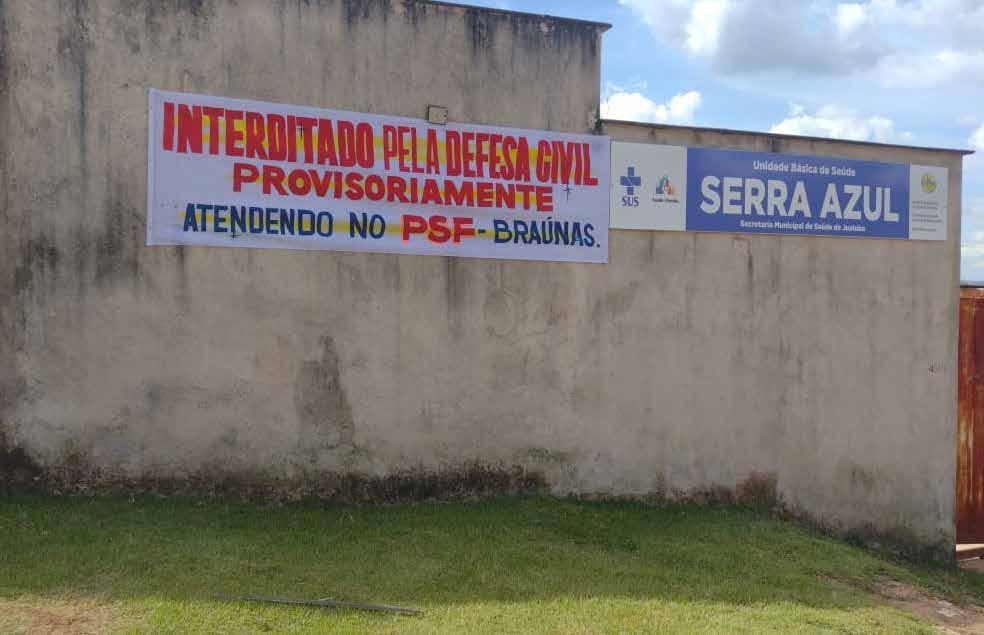 INTERDITADO PELA DEFESA CIVIL
PROVISORIAMENTE
ATENDENDO NO PSF - BRAÚNAS.
SUS
Unidade Básica de Saúde
SERRA AZUL
Secretaria Municipal de Saúde de Juatuba